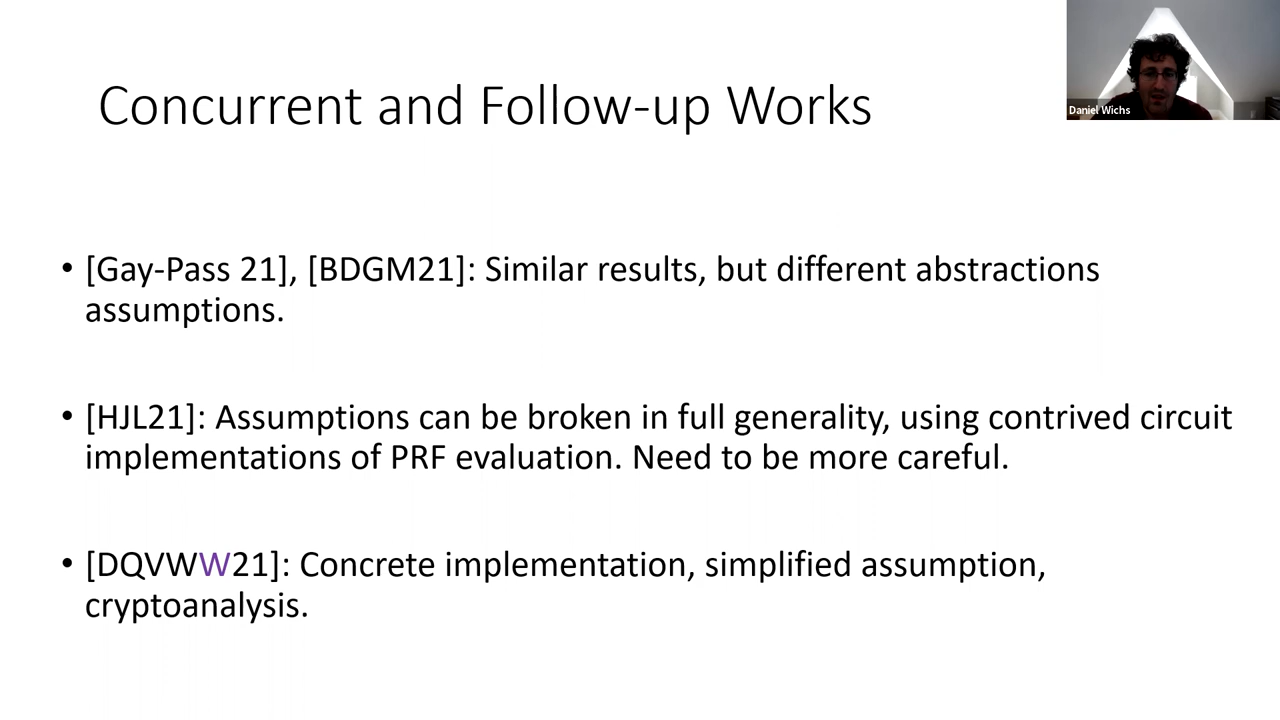 Concurrent and Follow-up Works
Daniel Wichs
• [Gay-Pass 21], [BDGM21]: Similar results, but different abstractions
assumptions.
• [HJL21]: Assumptions can be broken in full generality, using contrived circuit
implementations of PRF evaluation. Need to be more careful.
• [DQVWW21]: Concrete implementation, simplified assumption,
cryptoanalysis.